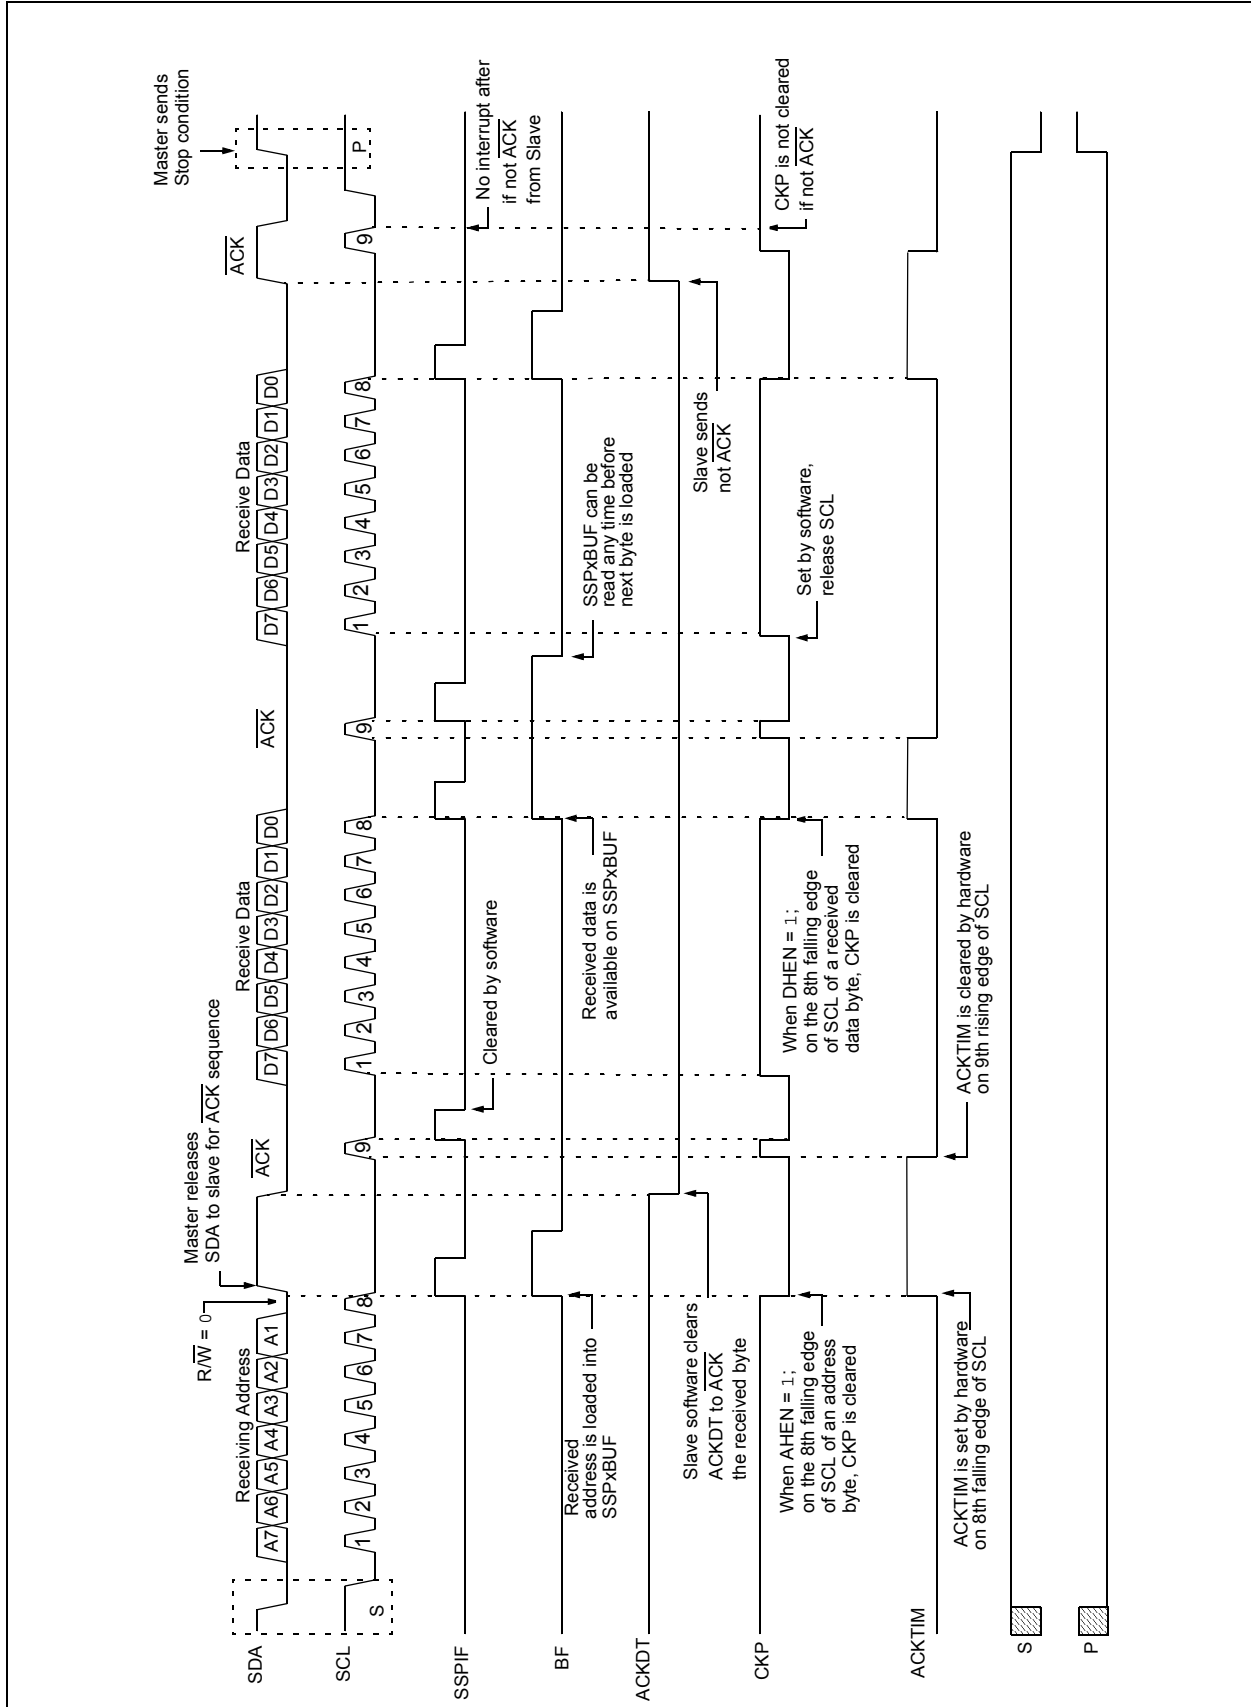 Master sends
Stop condition
Master releases
SDA to slave for ACK sequence
R/W = 0
Receiving Address
ACK
Receive Data
ACK
Receive Data
ACK
SDA
A7 A6 A5 A4 A3 A2 A1
D7 D6 D5 D4 D3 D2 D1 D0
D7 D6 D5 D4 D3 D2 D1 D0
SCL
S
1 2 3 4 5 6 7 8 9
1 2 3 4 5 6 7 8 9
1 2 3 4 5 6 7 8 9
P
SSPIF
Cleared by software
No interrupt after
if not ACK
from Slave
BF
Received
address is loaded into
SSPxBUF
Received data is
available on SSPxBUF
SSPxBUF can be
read any time before
next byte is loaded
ACKDT
Slave software clears
ACKDT to ACK
the received byte
Slave sends
not ACK
CKP
When AHEN = 1;
on the 8th falling edge
of SCL of an address
byte, CKP is cleared
When DHEN = 1;
on the 8th falling edge
of SCL of a received
data byte, CKP is cleared
Set by software,
release SCL
CKP is not cleared
if not ACK
ACKTIM
ACKTIM is set by hardware
on 8th falling edge of SCL
ACKTIM is cleared by hardware
on 9th rising edge of SCL
S
P